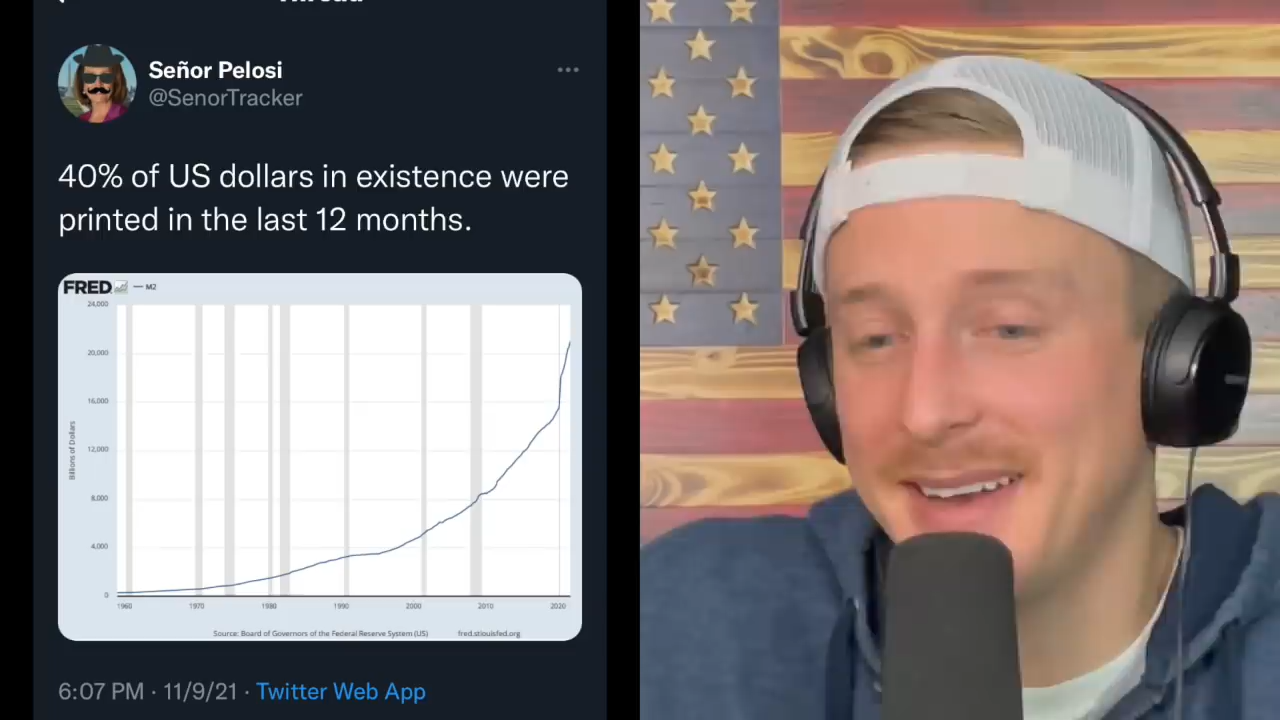 Señor Pelosi
@SenorTracker
40% of US dollars in existence were
printed in the last 12 months.
FRED — M2
24,000
20,000
16,000
12,000
8,000
4,000
0
Billions of Dollars
1960 1970 1980 1990 2000 2010 2020
Source: Board of Governors of the Federal Reserve System (US) fred.stlouisfed.org
6:07 PM · 11/9/21 · Twitter Web App